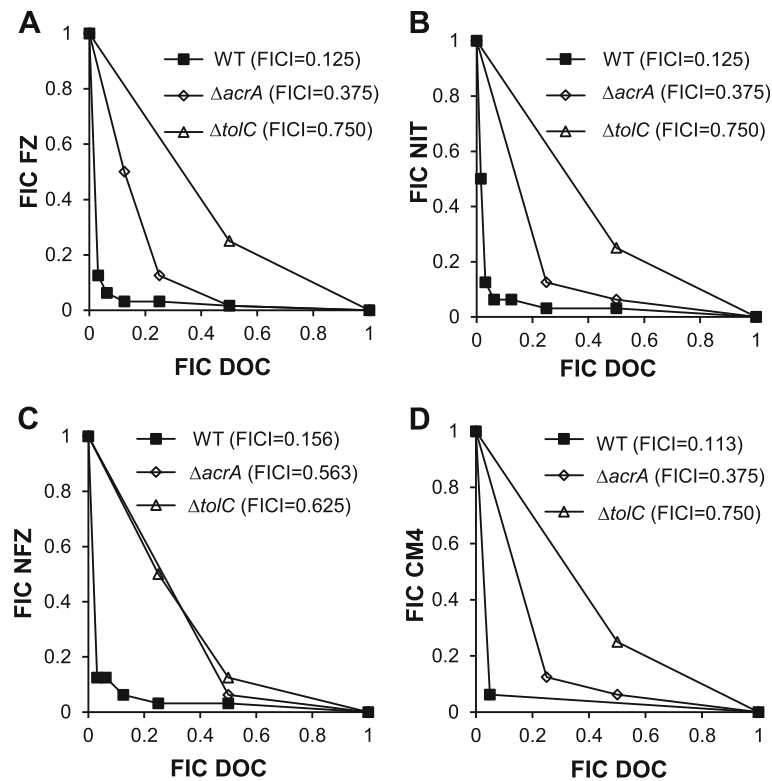 A
FIC FZ
1
0.8
0.6
0.4
0.2
0
WT (FICI=0.125)
ΔacrA (FICI=0.375)
ΔtolC (FICI=0.750)
0 0.2 0.4 0.6 0.8 1
FIC DOC
B
FIC NIT
1
0.8
0.6
0.4
0.2
0
WT (FICI=0.125)
ΔacrA (FICI=0.375)
ΔtolC (FICI=0.750)
0 0.2 0.4 0.6 0.8 1
FIC DOC
C
FIC NFZ
1
0.8
0.6
0.4
0.2
0
WT (FICI=0.156)
ΔacrA (FICI=0.563)
ΔtolC (FICI=0.625)
0 0.2 0.4 0.6 0.8 1
FIC DOC
D
FIC CM4
1
0.8
0.6
0.4
0.2
0
WT (FICI=0.113)
ΔacrA (FICI=0.375)
ΔtolC (FICI=0.750)
0 0.2 0.4 0.6 0.8 1
FIC DOC